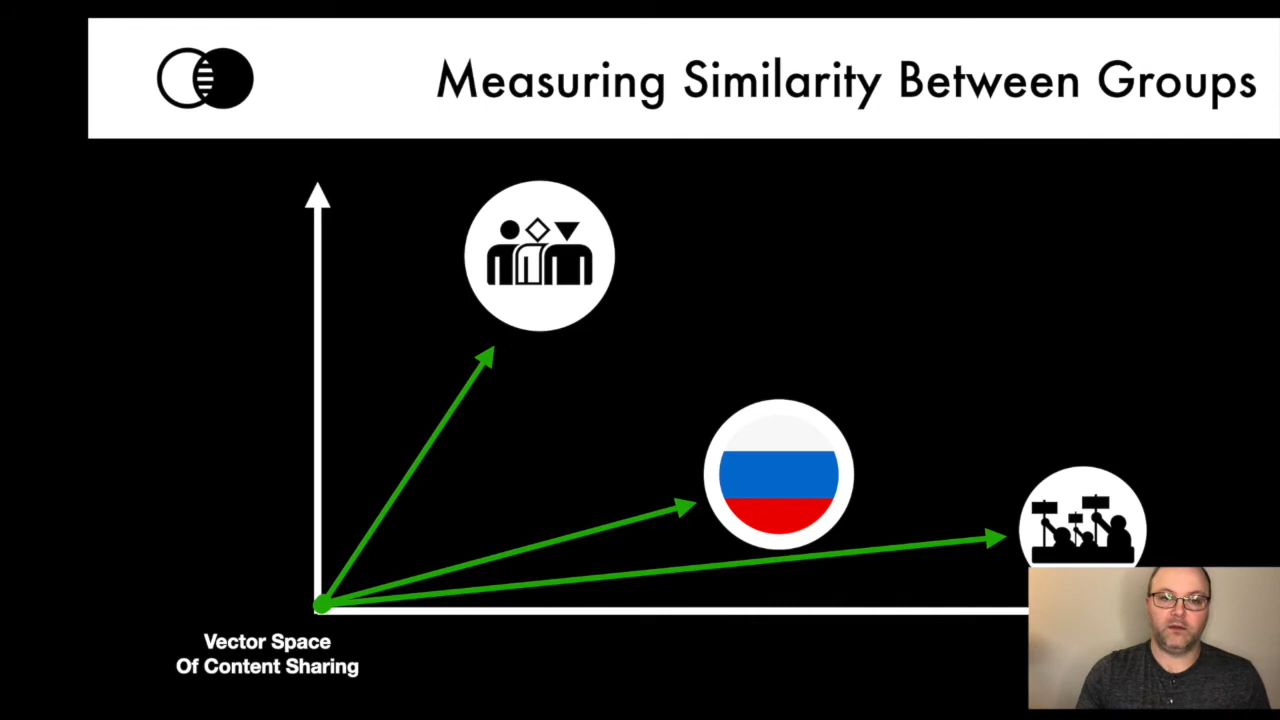 Measuring Similarity Between Groups
Vector Space
Of Content Sharing